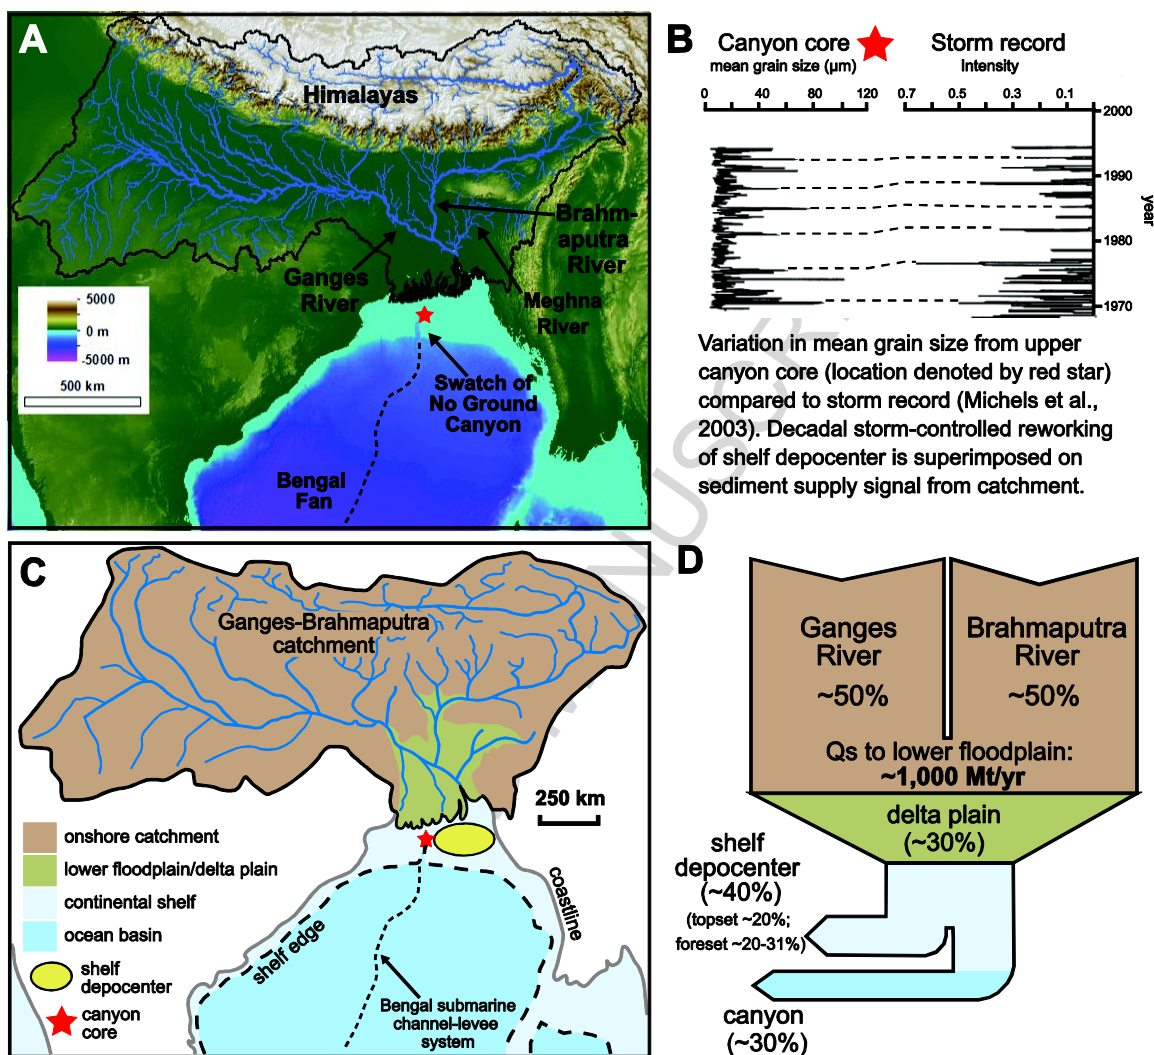 A
Himalayas
Brahm-
aputra
River
Ganges
River
Meghna
River
5000
0 m
-5000 m
500 km
Swatch of
No Ground
Canyon
Bengal
Fan
B
Canyon core
mean grain size (µm)
Storm record
Intensity
0 40 80 120 0.7 0.5 0.3 0.1
2000
1990
1980
1970
year
Variation in mean grain size from upper
canyon core (location denoted by red star)
compared to storm record (Michels et al.,
2003). Decadal storm-controlled reworking
of shelf depocenter is superimposed on
sediment supply signal from catchment.
C
Ganges-Brahmaputra
catchment
250 km
onshore catchment
lower floodplain/delta plain
continental shelf
ocean basin
shelf
depocenter
canyon
core
shelf edge
coastline
Bengal submarine
channel-levee
system
D
Ganges
River
~50%
Brahmaputra
River
~50%
Qs to lower floodplain:
~1,000 Mt/yr
delta plain
(~30%)
shelf
depocenter
(~40%)
(topset ~20%;
foreset ~20-31%)
canyon
(~30%)